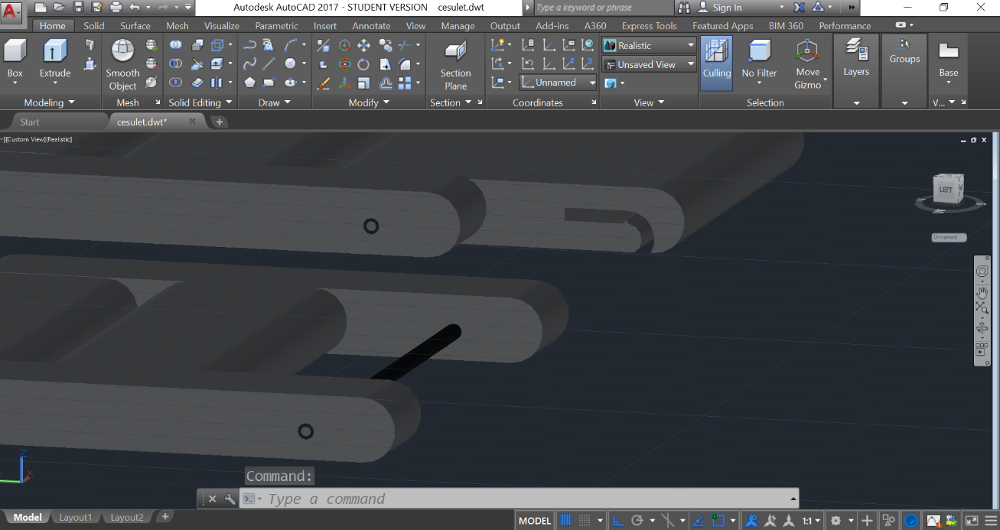 Autodesk AutoCAD 2017 - STUDENT VERSION cesulet.dwt
Type a keyword or phrase
Sign In
Home Solid Surface Mesh Visualize Parametric Insert Annotate View Manage Output Add-ins A360 Express Tools Featured Apps BIM 360 Performance
Box
Extrude
Smooth
Object
Section
Plane
Realistic
Unsaved View
Unnamed
Culling
No Filter
Move
Gizmo
Layers
Groups
Base
Modeling Mesh Solid Editing Draw Modify Section Coordinates View Selection V...
Start cesulet.dwt*
][Custom View][Realistic]
LEFT
Unnamed
Z
X
Command:
Type a command
Model Layout1 Layout2
MODEL 1:1